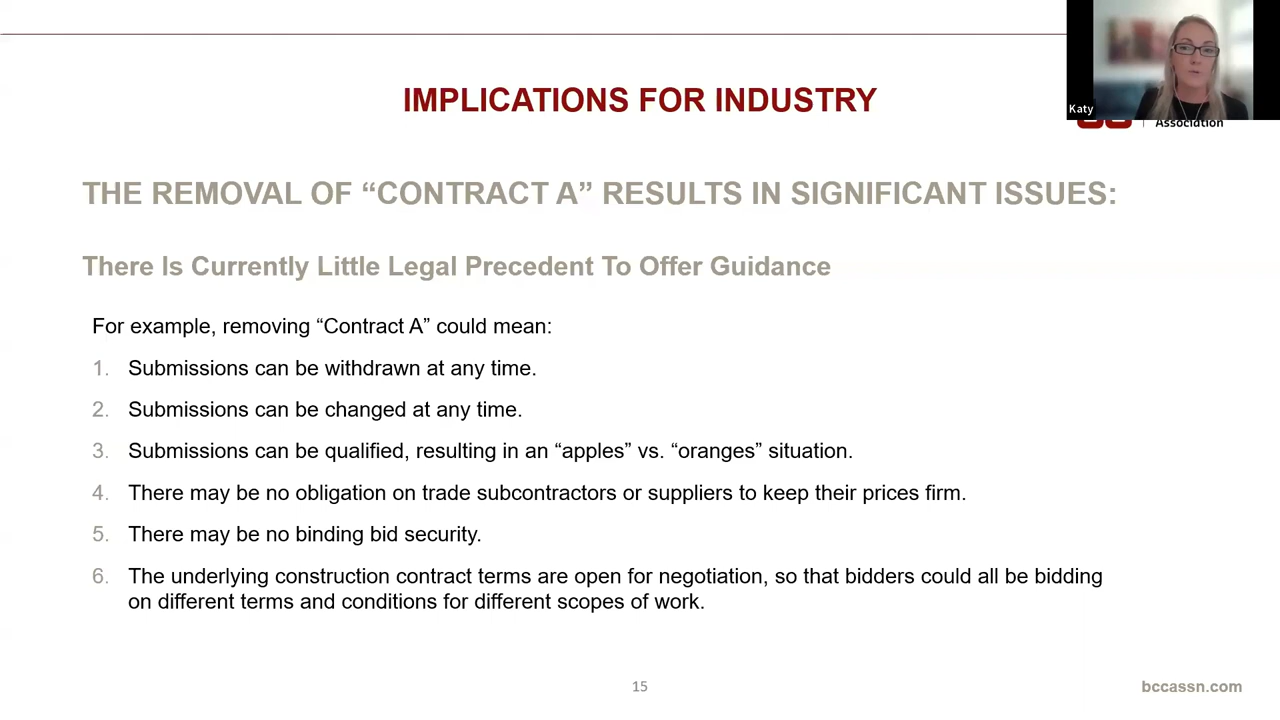 IMPLICATIONS FOR INDUSTRY
Katy
Association
THE REMOVAL OF “CONTRACT A” RESULTS IN SIGNIFICANT ISSUES:
There Is Currently Little Legal Precedent To Offer Guidance
For example, removing “Contract A” could mean:
1. Submissions can be withdrawn at any time.
2. Submissions can be changed at any time.
3. Submissions can be qualified, resulting in an “apples” vs. “oranges” situation.
4. There may be no obligation on trade subcontractors or suppliers to keep their prices firm.
5. There may be no binding bid security.
6. The underlying construction contract terms are open for negotiation, so that bidders could all be bidding
on different terms and conditions for different scopes of work.
15
bccassn.com